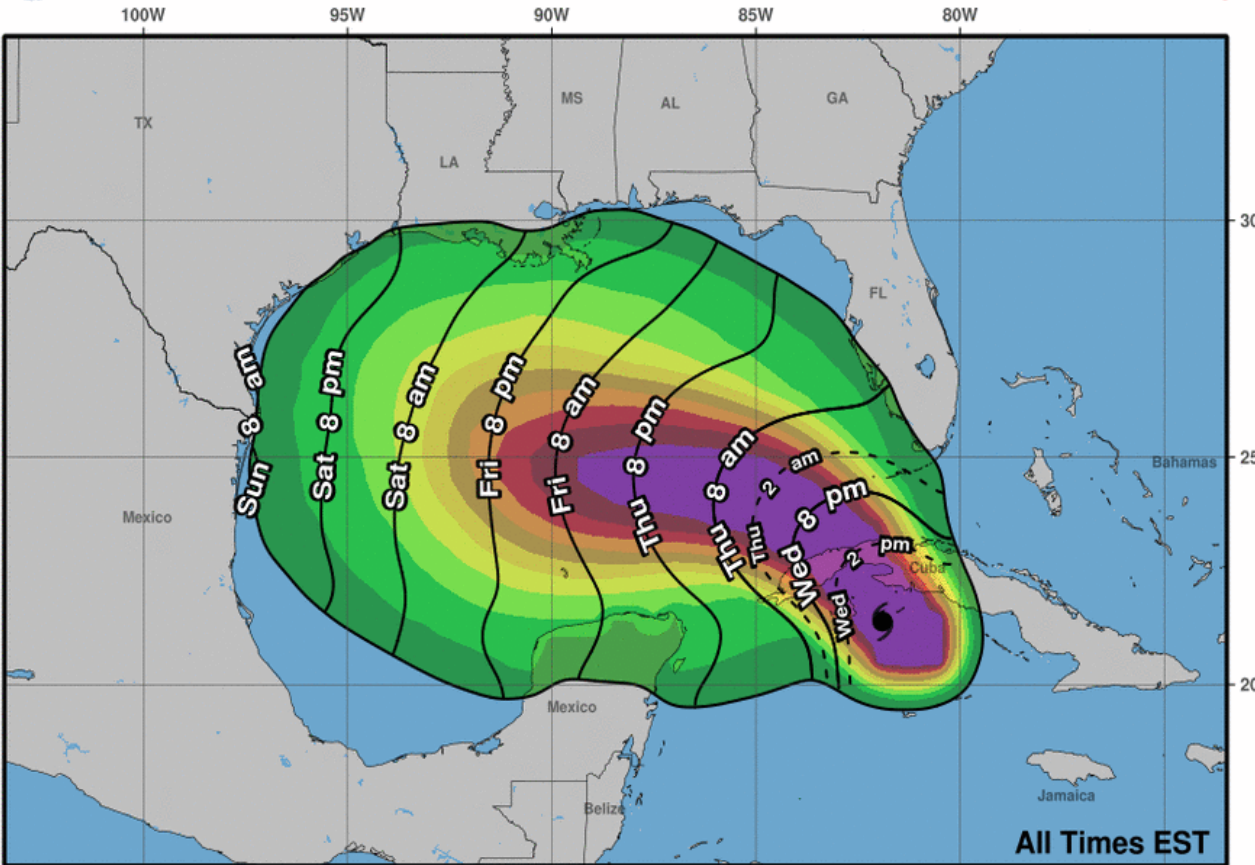 100W 95W 90W 85W 80W
MS
AL
GA
TX
LA
30
FL
Sun 8 am
Sat 8 pm
Sat 8 am
Fri 8 pm
Fri 8 am
Thu 8 pm
Thu 8 am
Thu 2 am
Wed 8 pm
Wed 2 pm
25
Bahamas
Mexico
Cuba
20
Mexico
Jamaica
Belize
All Times EST